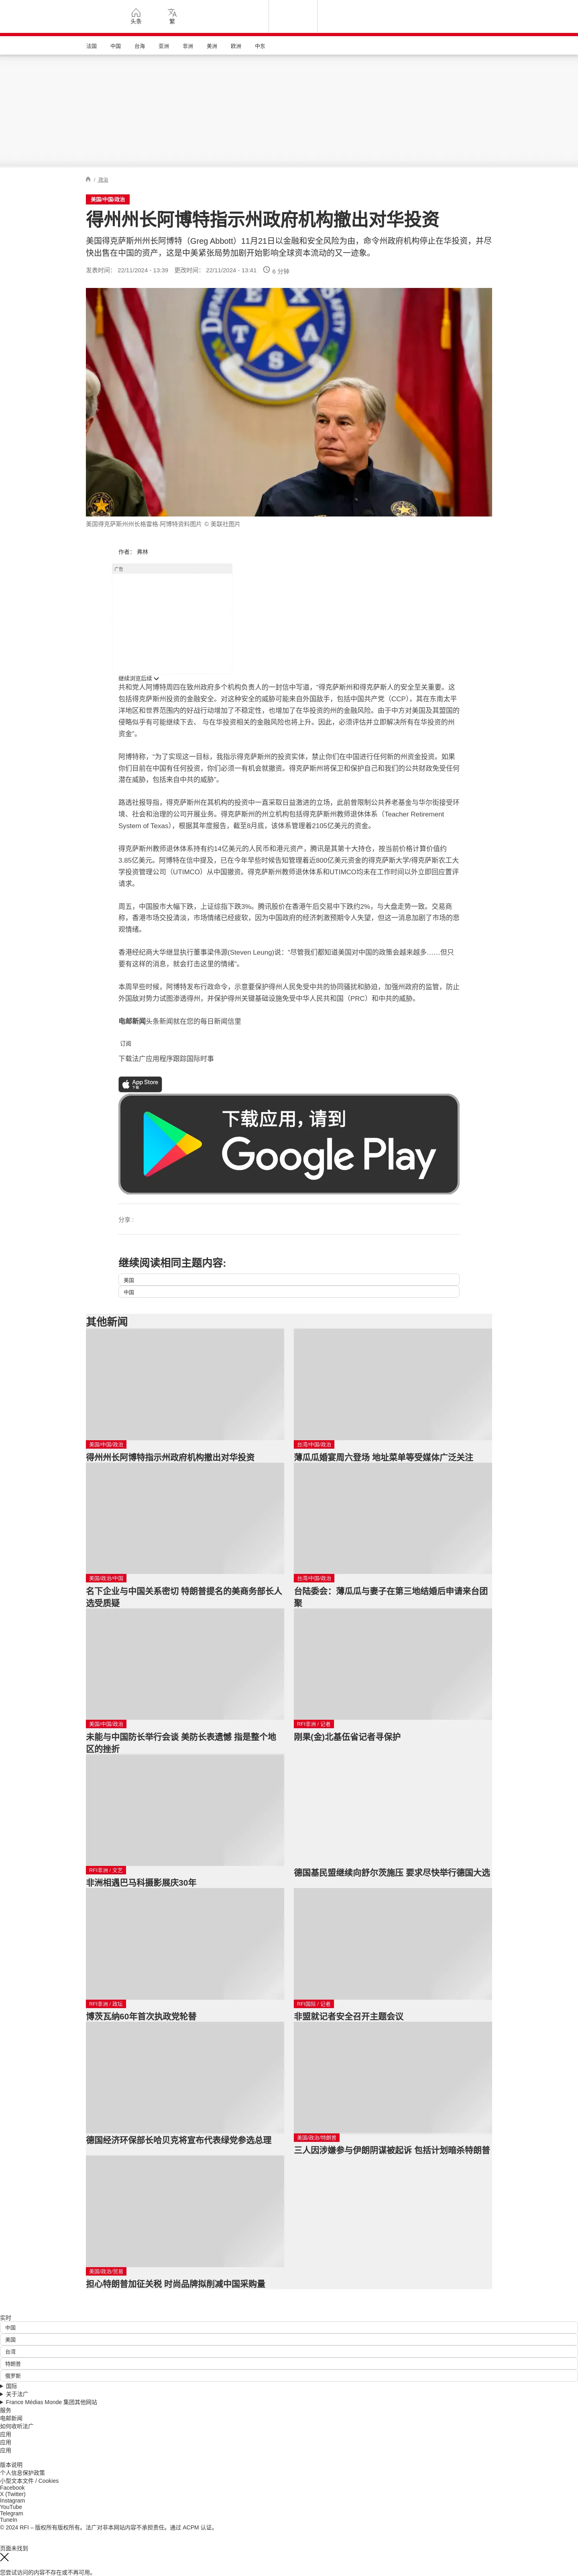 头条
繁
法国
中国
台海
亚洲
非洲
美洲
欧洲
中东
/ 政治
美国/中国/政治
得州州长阿博特指示州政府机构撤出对华投资
美国得克萨斯州州长阿博特（Greg Abbott）11月21日以金融和安全风险为由，命令州政府机构停止在华投资，并尽
快出售在中国的资产，这是中美紧张局势加剧开始影响全球资本流动的又一迹象。
发表时间： 22/11/2024 - 13:39 更改时间： 22/11/2024 - 13:41 6 分钟
TEXAS
美国得克萨斯州州长格雷格·阿博特资料图片 © 美联社图片
作者： 弗林
广告
继续浏览后续
共和党人阿博特周四在致州政府多个机构负责人的一封信中写道，“得克萨斯州和得克萨斯人的安全至关重要。这
包括得克萨斯州投资的金融安全。对这种安全的威胁可能来自外国敌手，包括中国共产党（CCP），其在东南太平
洋地区和世界范围内的好战行动增加了不稳定性，也增加了在华投资的州的金融风险。由于中方对美国及其盟国的
侵略似乎有可能继续下去、 与在华投资相关的金融风险也将上升。因此，必须评估并立即解决所有在华投资的州
资金”。
阿博特称，“为了实现这一目标，我指示得克萨斯州的投资实体，禁止你们在中国进行任何新的州资金投资。如果
你们目前在中国有任何投资，你们必须一有机会就撤资。得克萨斯州将保卫和保护自己和我们的公共财政免受任何
潜在威胁，包括来自中共的威胁”。
路透社报导指，得克萨斯州在其机构的投资中一直采取日益激进的立场，此前曾限制公共养老基金与华尔街接受环
境、社会和治理的公司开展业务。得克萨斯州的州立机构包括得克萨斯州教师退休体系（Teacher Retirement
System of Texas），根据其年度报告，截至8月底，该体系管理着2105亿美元的资金。
得克萨斯州教师退休体系持有约14亿美元的人民币和港元资产，腾讯是其第十大持仓，按当前价格计算价值约
3.85亿美元。阿博特在信中提及，已在今年早些时候告知管理着近800亿美元资金的得克萨斯大学/得克萨斯农工大
学投资管理公司（UTIMCO）从中国撤资。得克萨斯州教师退休体系和UTIMCO均未在工作时间以外立即回应置评
请求。
周五，中国股市大幅下跌，上证综指下跌3%。腾讯股价在香港午后交易中下跌约2%，与大盘走势一致。交易商
称，香港市场交投清淡，市场情绪已经疲软，因为中国政府的经济刺激预期令人失望，但这一消息加剧了市场的悲
观情绪。
香港经纪商大华继显执行董事梁伟源(Steven Leung)说：“尽管我们都知道美国对中国的政策会越来越多……但只
要有这样的消息，就会打击这里的情绪”。
本周早些时候，阿博特发布行政命令，示意要保护得州人民免受中共的协同骚扰和胁迫，加强州政府的监管，防止
外国敌对势力试图渗透得州，并保护得州关键基础设施免受中华人民共和国（PRC）和中共的威胁。
电邮新闻头条新闻就在您的每日新闻信里
订阅
下载法广应用程序跟踪国际时事
App Store
下载
下载应用，请到
Google Play
分享 :
继续阅读相同主题内容:
美国
中国
其他新闻
美国/中国/政治
得州州长阿博特指示州政府机构撤出对华投资
台湾/中国/政治
薄瓜瓜婚宴周六登场 地址菜单等受媒体广泛关注
美国/政治/中国
名下企业与中国关系密切 特朗普提名的美商务部长人
选受质疑
台湾/中国/政治
台陆委会：薄瓜瓜与妻子在第三地结婚后申请来台团
聚
美国/中国/政治
未能与中国防长举行会谈 美防长表遗憾 指是整个地
区的挫折
RFI非洲 / 记者
刚果(金)北基伍省记者寻保护
RFI非洲 / 文艺
非洲相遇巴马科摄影展庆30年
德国基民盟继续向舒尔茨施压 要求尽快举行德国大选
RFI非洲 / 政坛
博茨瓦纳60年首次执政党轮替
RFI国际 / 记者
非盟就记者安全召开主题会议
德国经济环保部长哈贝克将宣布代表绿党参选总理
美国/政治/特朗普
三人因涉嫌参与伊朗阴谋被起诉 包括计划暗杀特朗普
美国/政治/贸易
担心特朗普加征关税 时尚品牌拟削减中国采购量
实时
中国
美国
台湾
特朗普
俄罗斯
国际
关于法广
France Médias Monde 集团其他网站
服务
电邮新闻
如何收听法广
应用
应用
应用
版本说明
个人信息保护政策
小型文本文件 / Cookies
Facebook
X (Twitter)
Instagram
YouTube
Telegram
TuneIn
© 2024 RFI – 版权所有版权所有。法广对非本网站内容不承担责任。通过 ACPM 认证。
页面未找到
您尝试访问的内容不存在或不再可用。